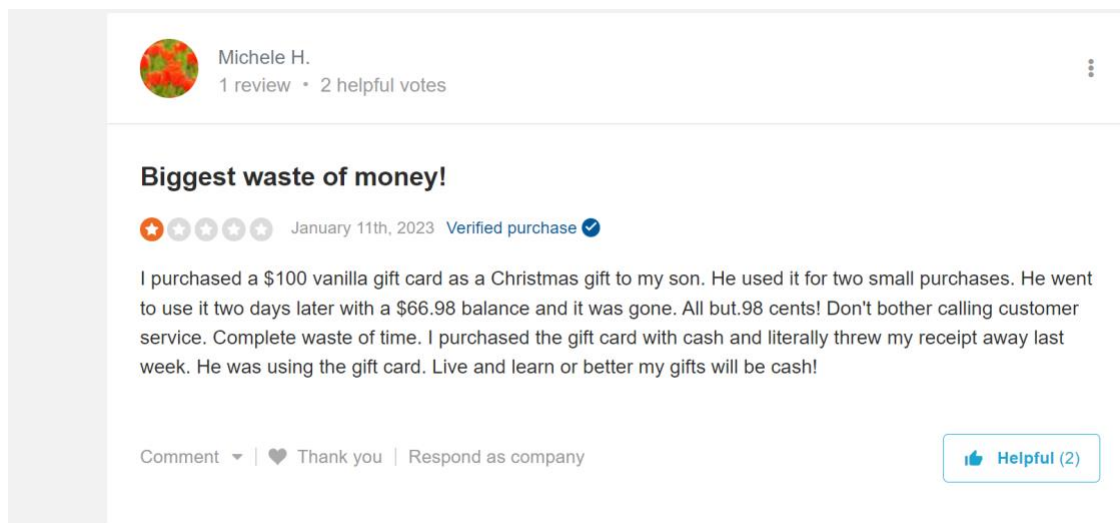 Michele H.
1 review • 2 helpful votes
Biggest waste of money!
January 11th, 2023 Verified purchase
I purchased a $100 vanilla gift card as a Christmas gift to my son. He used it for two small purchases. He went
to use it two days later with a $66.98 balance and it was gone. All but.98 cents! Don't bother calling customer
service. Complete waste of time. I purchased the gift card with cash and literally threw my receipt away last
week. He was using the gift card. Live and learn or better my gifts will be cash!
Comment | Thank you | Respond as company
Helpful (2)